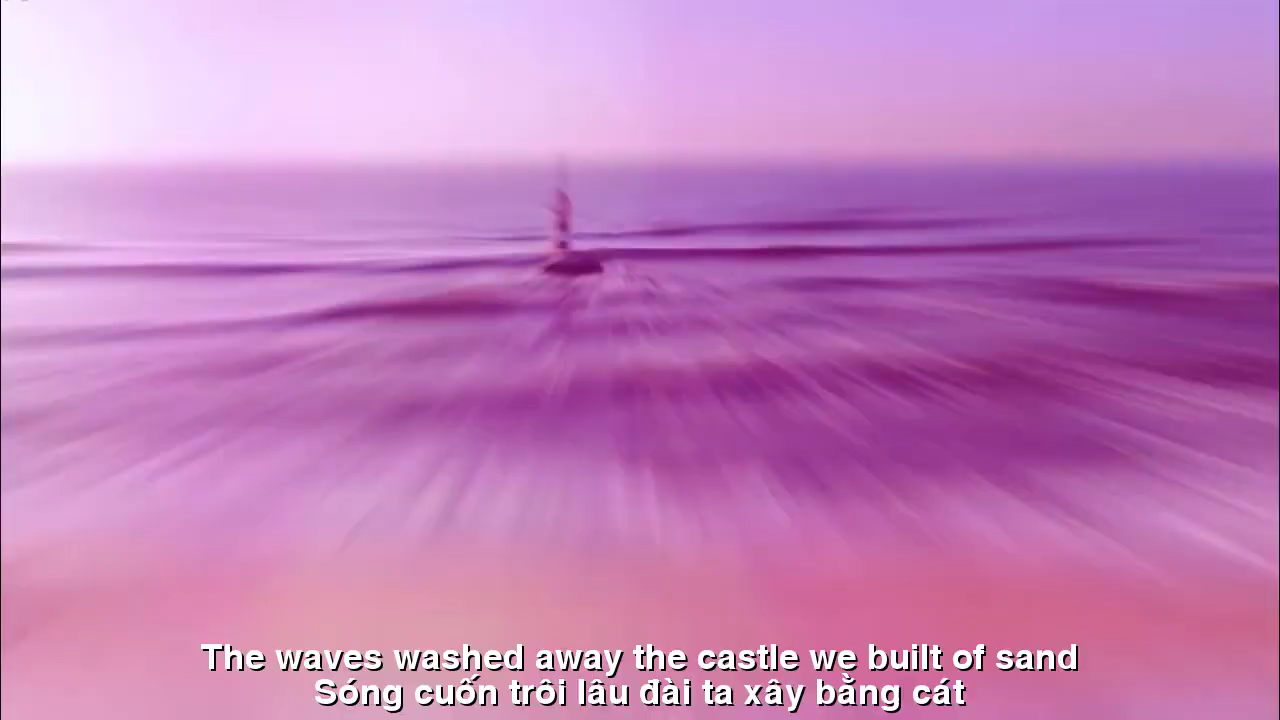 The waves washed away the castle we built of sand
Sóng cuốn trôi lâu đài ta xây bằng cát